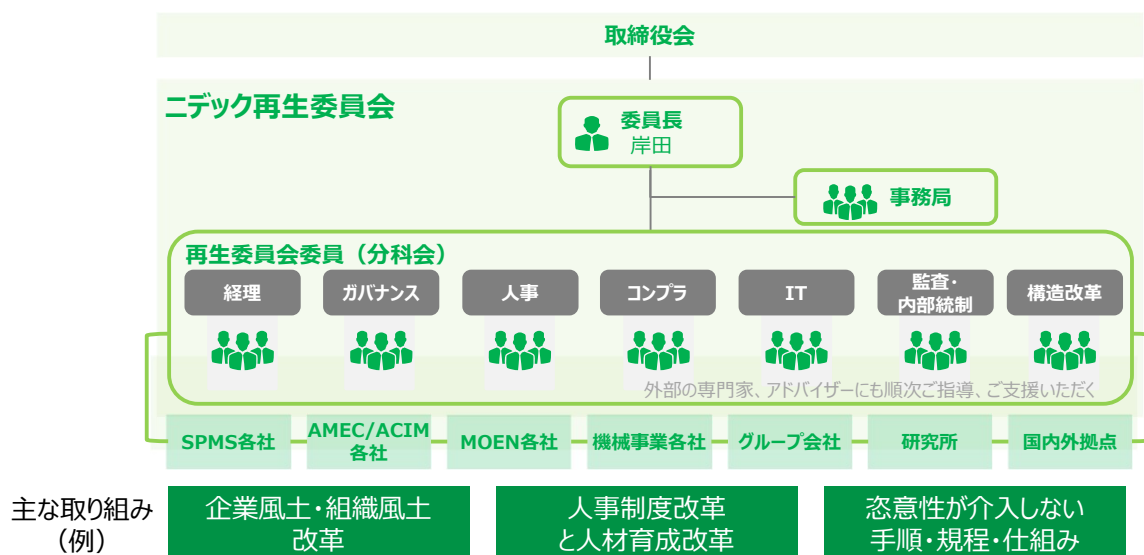 取締役会
ニデック再生委員会
委員長
岸田
事務局
再生委員会委員（分科会）
経理
ガバナンス
人事
コンプラ
IT
監査・
内部統制
構造改革
外部の専門家、アドバイザーにも順次ご指導、ご支援いただく
SPMS各社
AMEC/ACIM
各社
MOEN各社
機械事業各社
グループ会社
研究所
国内外拠点
主な取り組み
（例）
企業風土・組織風土
改革
人事制度改革
と人材育成改革
恣意性が介入しない
手順・規程・仕組み